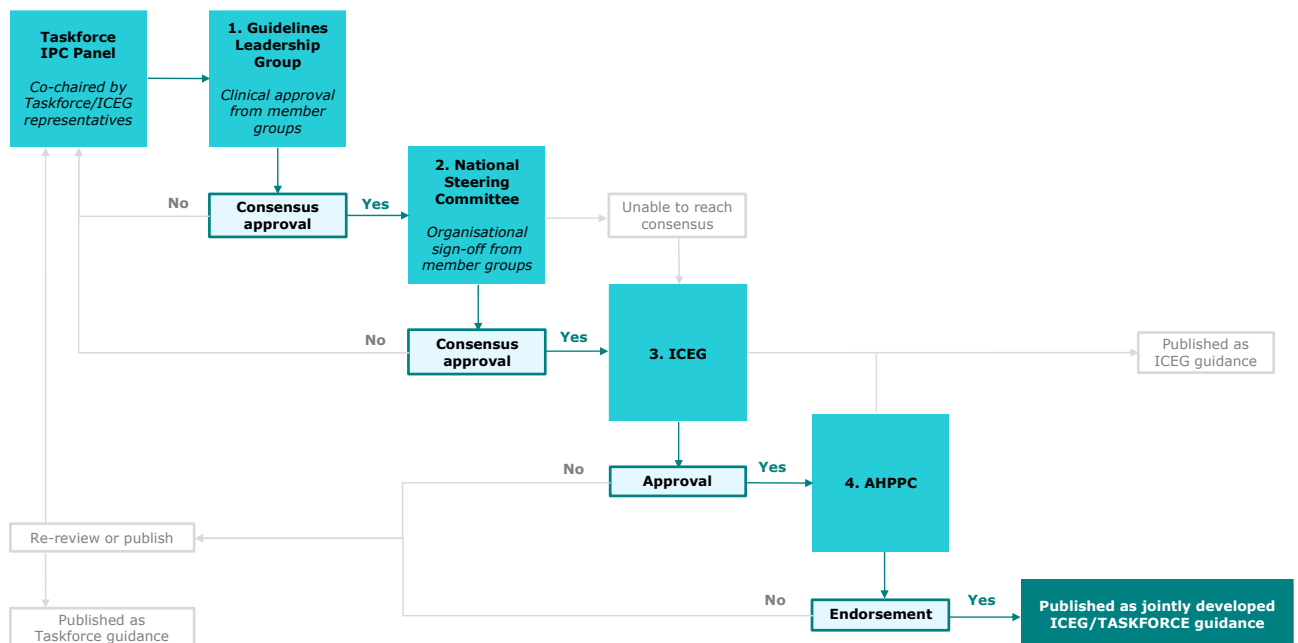 Taskforce
IPC Panel
Co-chaired by
Taskforce/ICEG
representatives
1. Guidelines
Leadership
Group
Clinical approval
from member
groups
No
Consensus
approval
Yes
2. National
Steering
Committee
Organisational
sign-off from
member groups
Unable to reach
consensus
No
Consensus
approval
Yes
3. ICEG
Published as
ICEG guidance
No
Approval
Yes
4. AHPPC
Re-review or publish
Published as
Taskforce guidance
No
Endorsement
Yes
Published as jointly developed
ICEG/TASKFORCE guidance